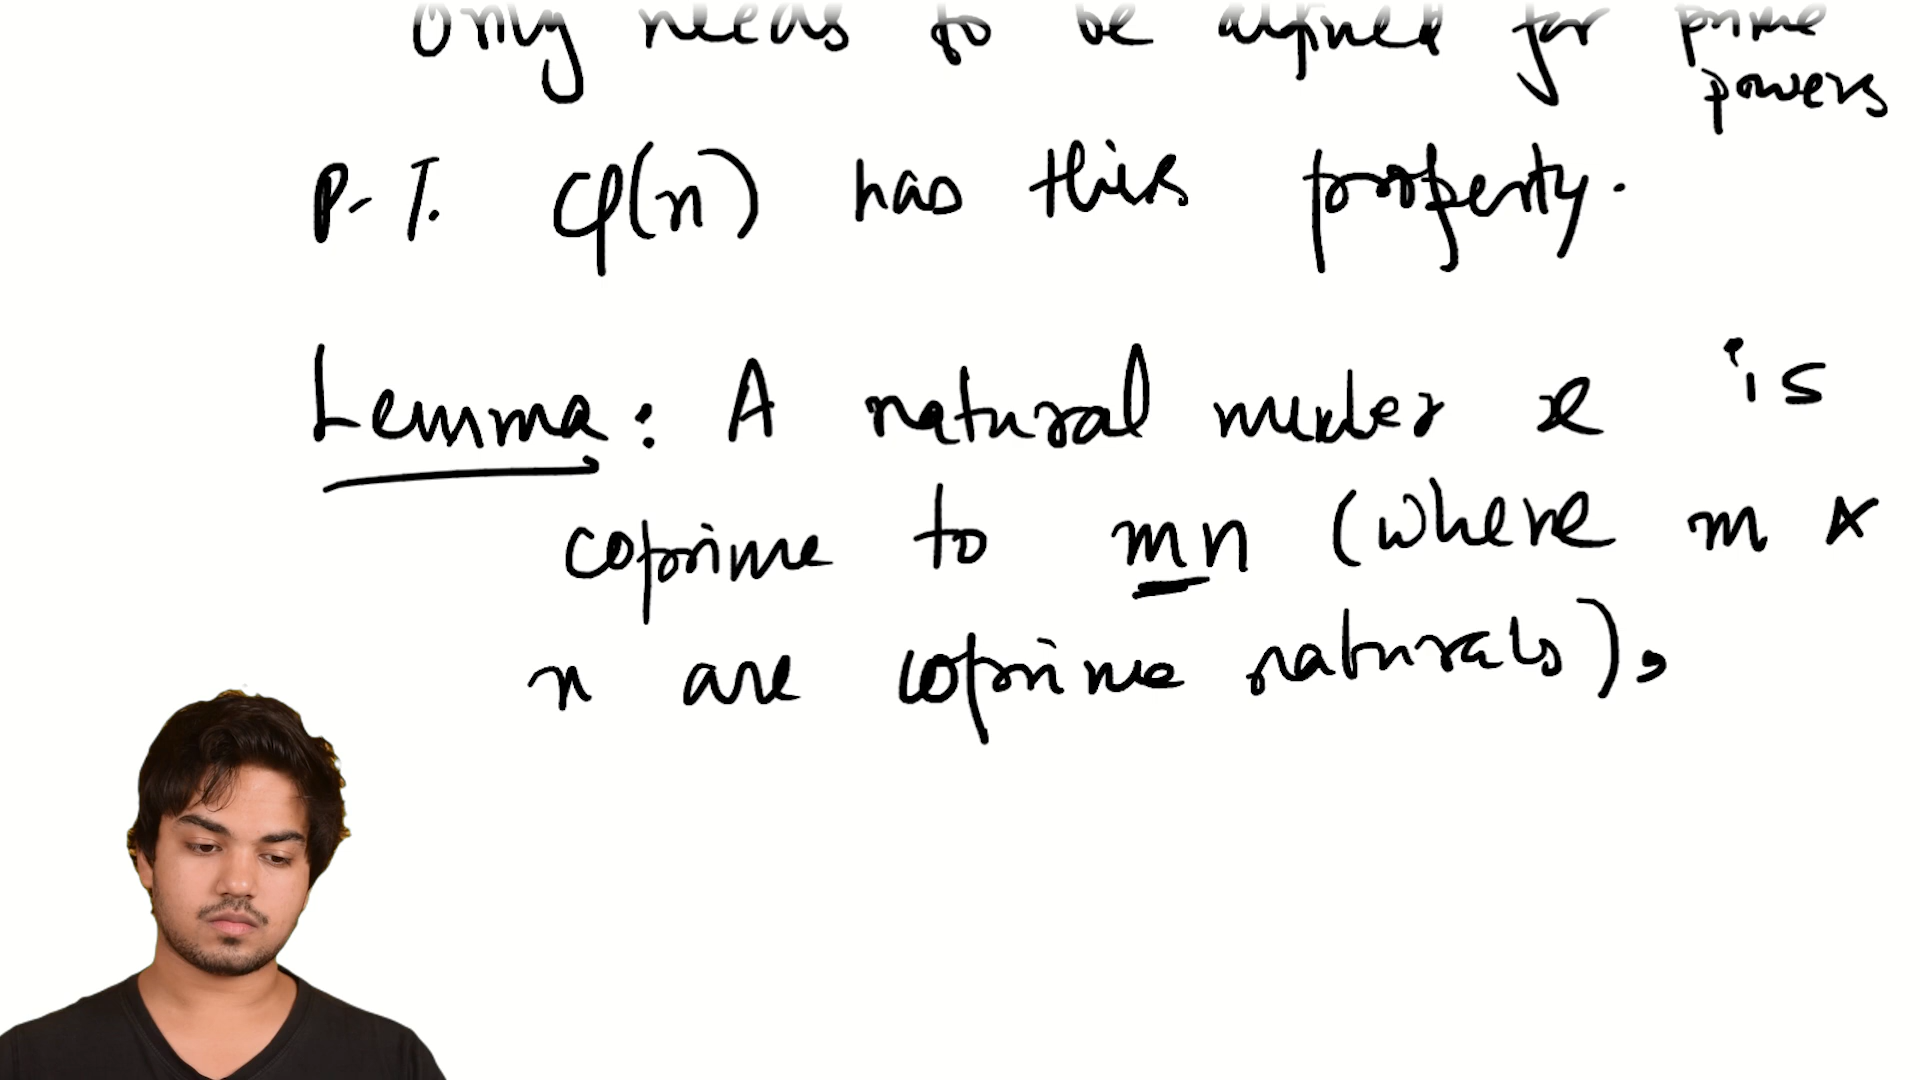 only needs to be defined for prime
powers
P.T. φ(n) has this property.
Lemma: A natural number x is
coprime to mn (where m &
n are coprime naturals),